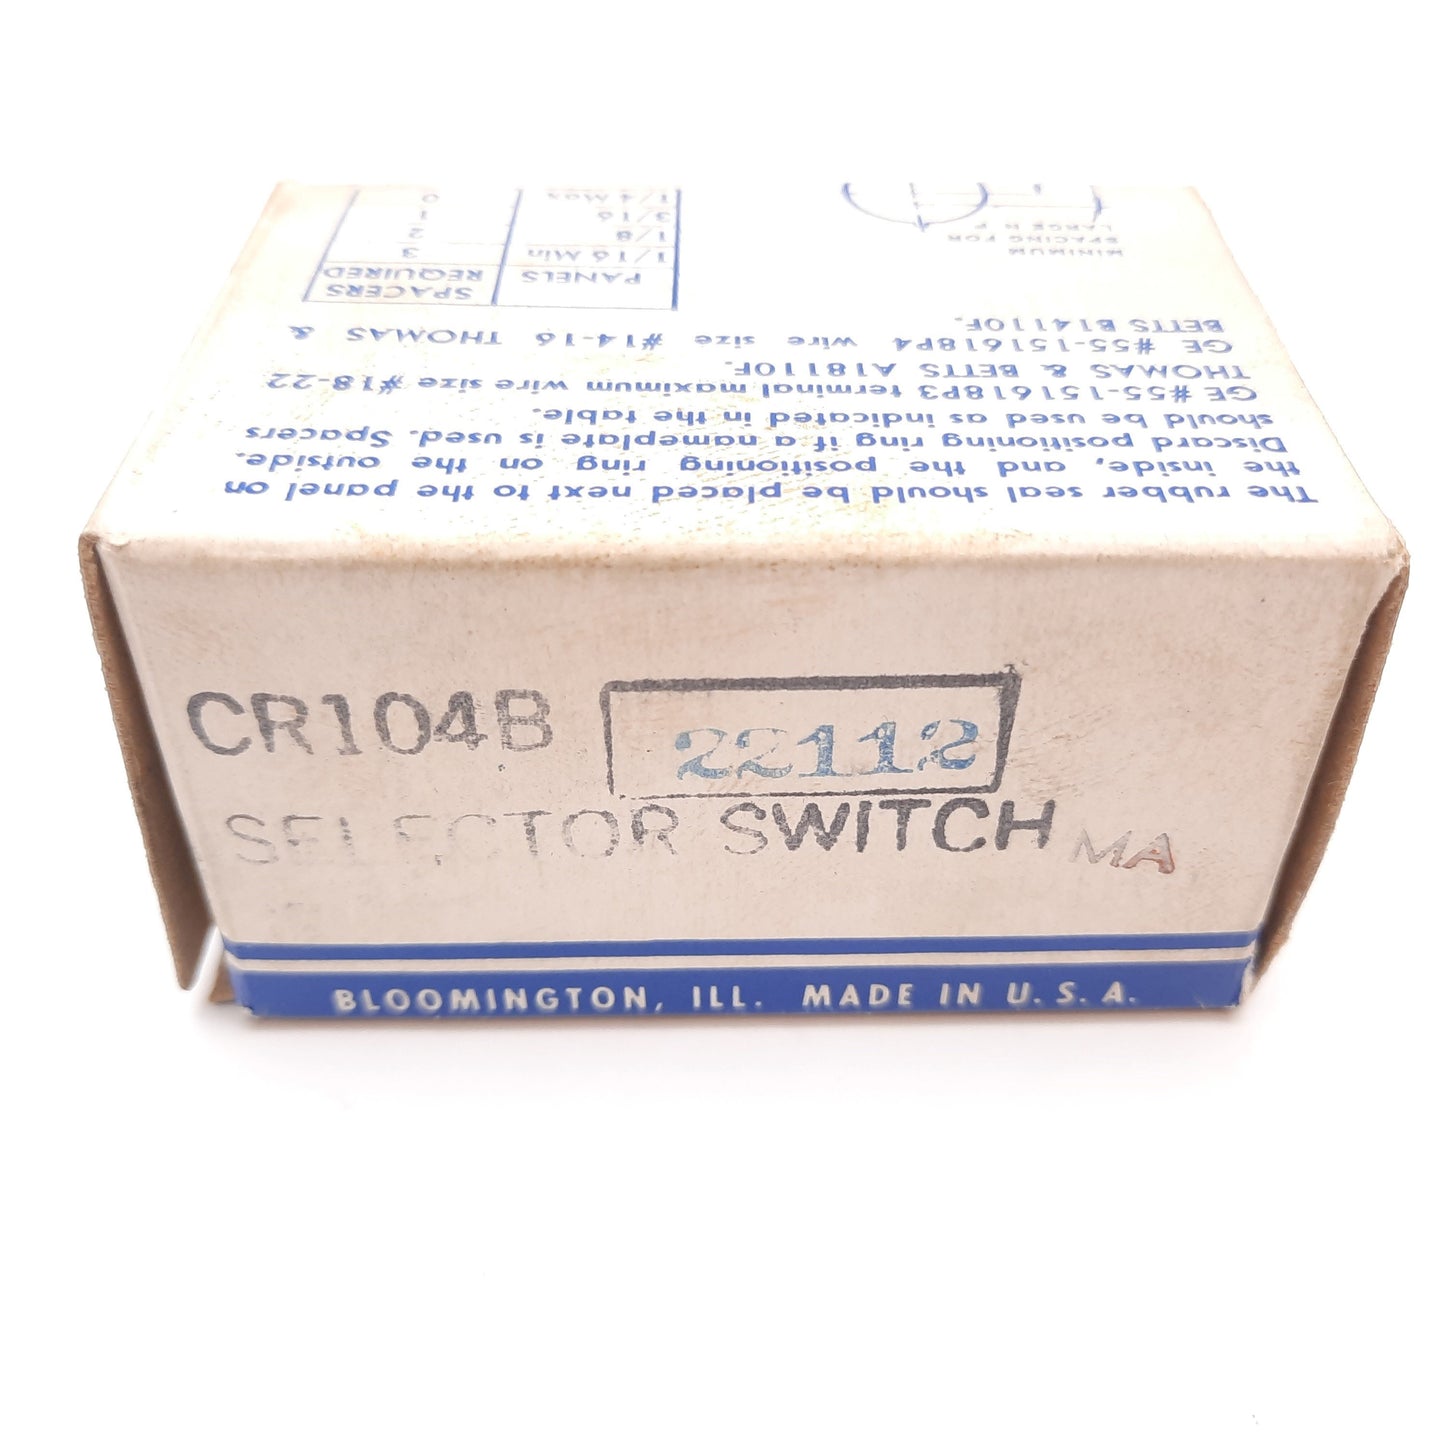 The rubber seal should be placed next to the panel on
the inside, and the positioning ring on the outside.
Discard positioning ring if a nameplate is used. Spacers
should be used as indicated in the table.
GE #55-151618P3 terminal maximum wire size #18-22
THOMAS & BETTS A18110F.
GE #55-151618P4 wire size #14-16 THOMAS &
BETTS B14110F.
PANELS SPACERS REQUIRED
1/16 Min 3
1/8 2
3/16 1
1/4 Max 0
MINIMUM
SPACING FOR
LARGE
CR104B 22112
SELECTOR SWITCH MA
BLOOMINGTON, ILL. MADE IN U.S.A.